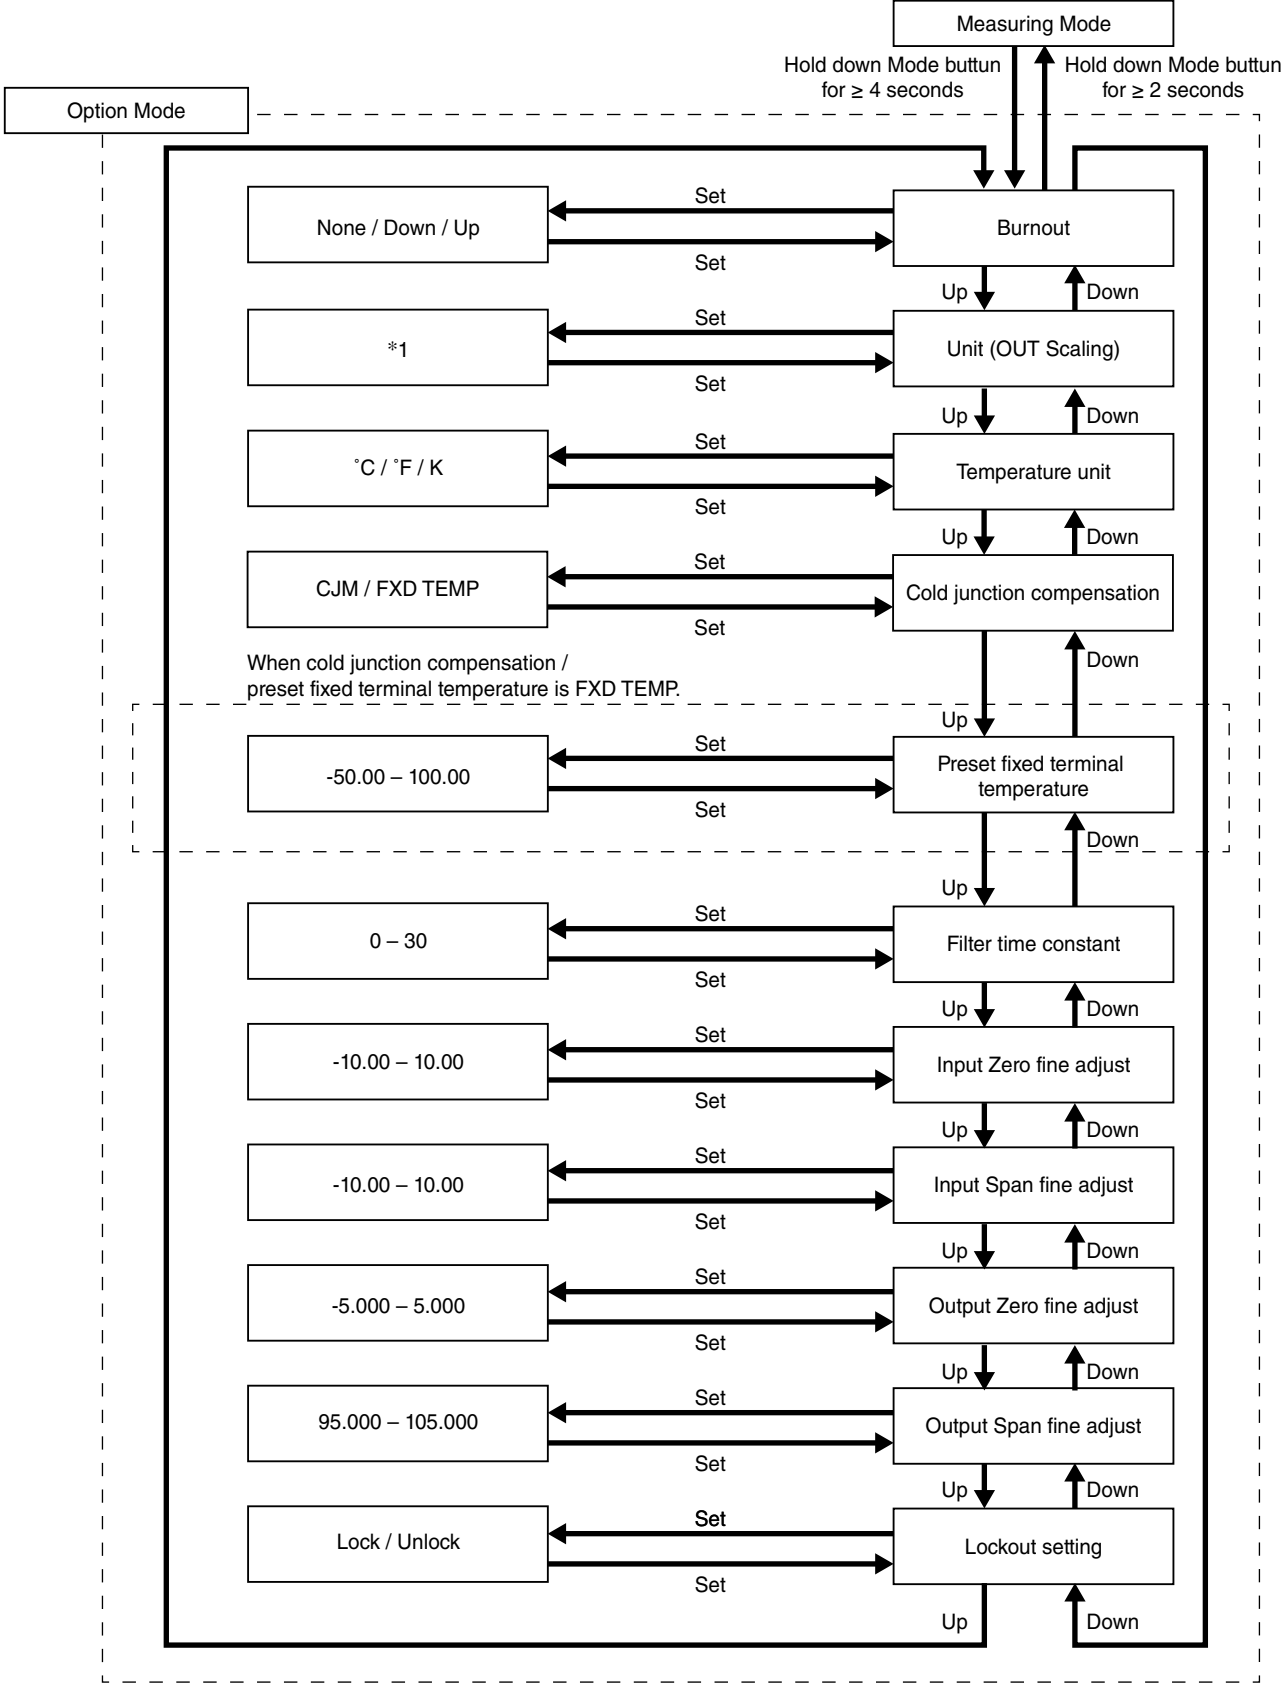 Measuring Mode
Hold down Mode buttun
for ≥ 4 seconds
Hold down Mode buttun
for ≥ 2 seconds
Option Mode
None / Down / Up
Set
Set
Burnout
Up
Down
*1
Set
Set
Unit (OUT Scaling)
Up
Down
˚C / ˚F / K
Set
Set
Temperature unit
Up
Down
CJM / FXD TEMP
Set
Set
Cold junction compensation
Down
When cold junction compensation /
preset fixed terminal temperature is FXD TEMP.
Up
-50.00 – 100.00
Set
Set
Preset fixed terminal
temperature
Down
Up
0 – 30
Set
Set
Filter time constant
Up
Down
-10.00 – 10.00
Set
Set
Input Zero fine adjust
Up
Down
-10.00 – 10.00
Set
Set
Input Span fine adjust
Up
Down
-5.000 – 5.000
Set
Set
Output Zero fine adjust
Up
Down
95.000 – 105.000
Set
Set
Output Span fine adjust
Up
Down
Lock / Unlock
Set
Set
Lockout setting
Up
Down